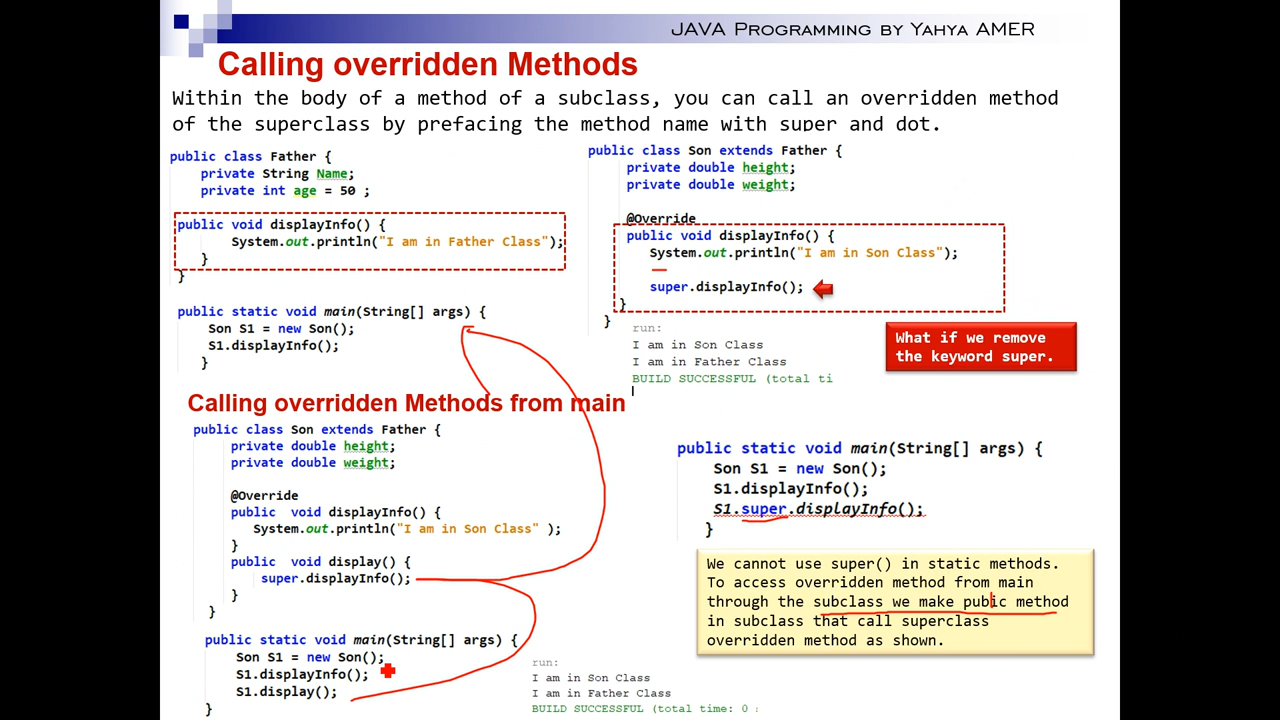 JAVA Programming by Yahya AMER
Calling overridden Methods
Within the body of a method of a subclass, you can call an overridden method
of the superclass by prefacing the method name with super and dot.
public class Father {
private String Name;
private int age = 50 ;
public void displayInfo() {
System.out.println("I am in Father Class");
}
}
public static void main(String[] args) {
Son S1 = new Son();
S1.displayInfo();
}
public class Son extends Father {
private double height;
private double weight;
@Override
public void displayInfo() {
System.out.println("I am in Son Class");
super.displayInfo();
}
}
run:
I am in Son Class
I am in Father Class
BUILD SUCCESSFUL (total ti
What if we remove
the keyword super.
Calling overridden Methods from main
public class Son extends Father {
private double height;
private double weight;
@Override
public void displayInfo() {
System.out.println("I am in Son Class" );
}
public void display() {
super.displayInfo();
}
}
public static void main(String[] args) {
Son S1 = new Son();
S1.displayInfo();
S1.display();
}
run:
I am in Son Class
I am in Father Class
BUILD SUCCESSFUL (total time: 0
public static void main(String[] args) {
Son S1 = new Son();
S1.displayInfo();
S1.super.displayInfo();
}
We cannot use super() in static methods.
To access overridden method from main
through the subclass we make pubic method
in subclass that call superclass
overridden method as shown.